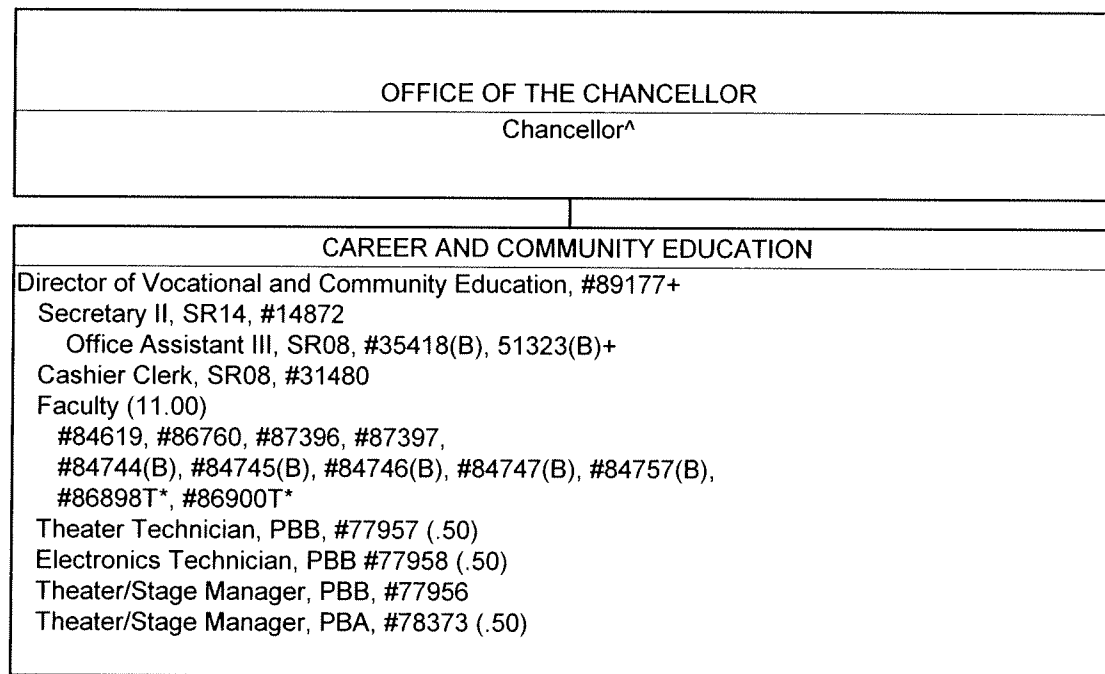 OFFICE OF THE CHANCELLOR
Chancellor^
CAREER AND COMMUNITY EDUCATION
Director of Vocational and Community Education, #89177+
Secretary II, SR14, #14872
Office Assistant III, SR08, #35418(B), 51323(B)+
Cashier Clerk, SR08, #31480
Faculty (11.00)
#84619, #86760, #87396, #87397,
#84744(B), #84745(B), #84746(B), #84747(B), #84757(B),
#86898T*, #86900T*
Theater Technician, PBB, #77957 (.50)
Electronics Technician, PBB #77958 (.50)
Theater/Stage Manager, PBB, #77956
Theater/Stage Manager, PBA, #78373 (.50)